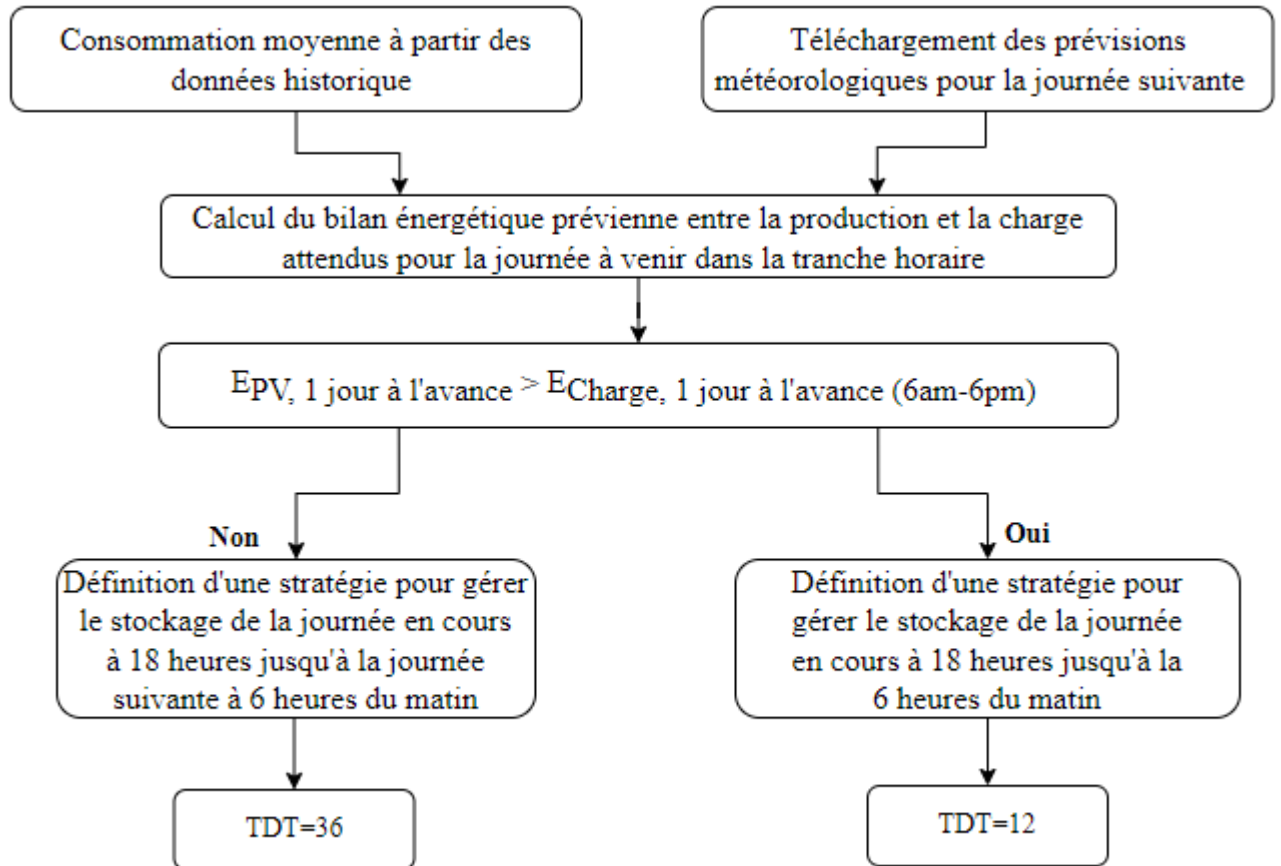 Consommation moyenne à partir des
données historique
Téléchargement des prévisions
météorologiques pour la journée suivante
Calcul du bilan énergétique prévienne entre la production et la charge
attendus pour la journée à venir dans la tranche horaire
EPV, 1 jour à l'avance > ECharge, 1 jour à l'avance (6am-6pm)
Non
Oui
Définition d'une stratégie pour gérer
le stockage de la journée en cours
à 18 heures jusqu'à la journée
suivante à 6 heures du matin
Définition d'une stratégie pour
gérer le stockage de la journée
en cours à 18 heures jusqu'à la
6 heures du matin
TDT=36
TDT=12